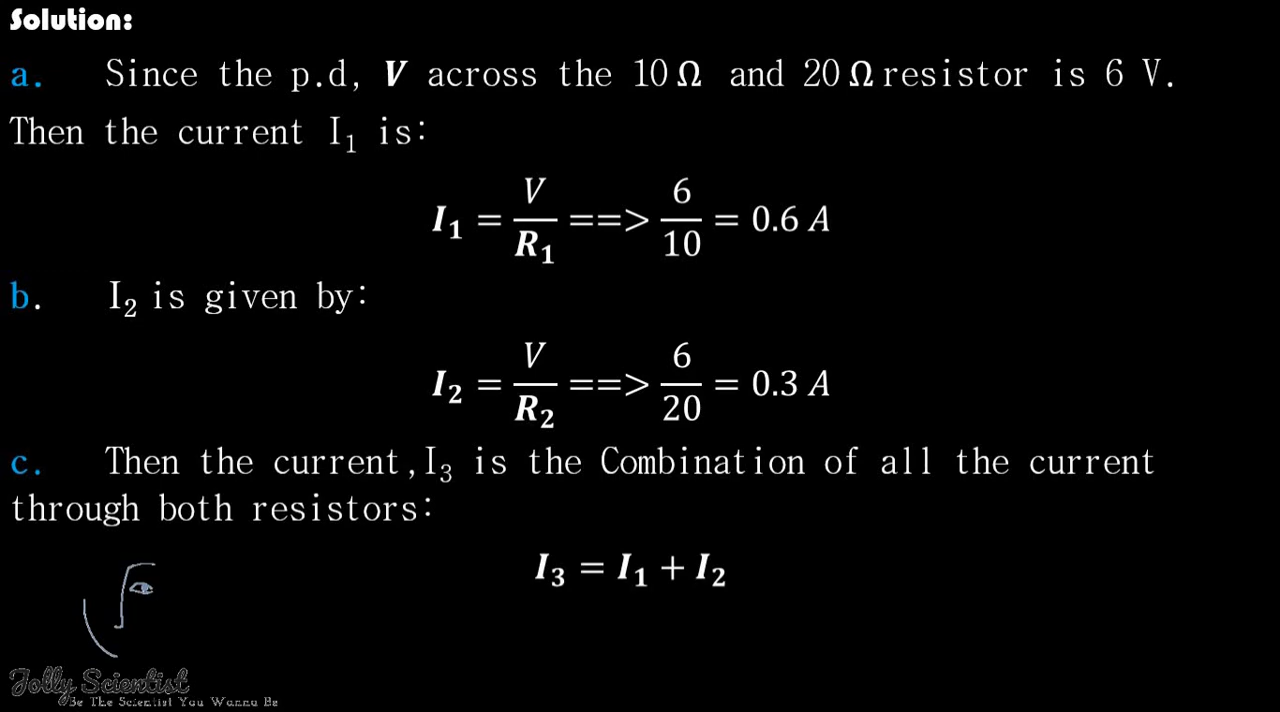 Solution:
a. Since the p.d, V across the 10Ω and 20Ω resistor is 6 V.
Then the current I₁ is:
I₁ = V/R₁ ==> 6/10 = 0.6 A
b. I₂ is given by:
I₂ = V/R₂ ==> 6/20 = 0.3 A
c. Then the current,I₃ is the Combination of all the current
through both resistors:
I₃ = I₁ + I₂
Jolly Scientist
Be The Scientist You Wanna Be